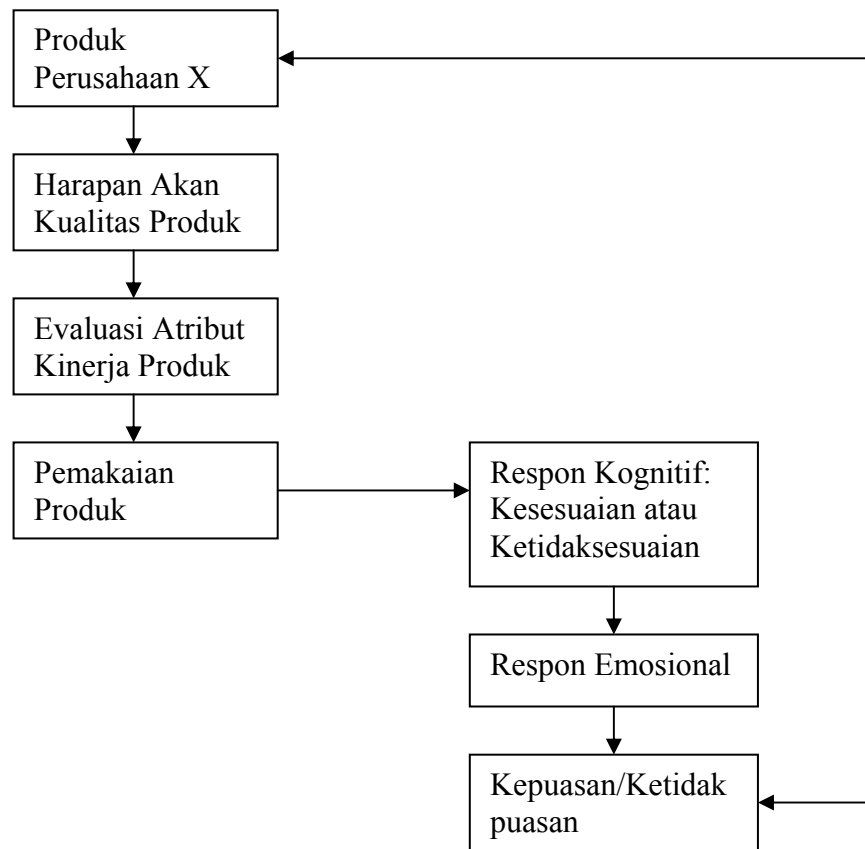 Produk
Perusahaan X
Harapan Akan
Kualitas Produk
Evaluasi Atribut
Kinerja Produk
Pemakaian
Produk
Respon Kognitif:
Kesesuaian atau
Ketidaksesuaian
Respon Emosional
Kepuasan/Ketidak
puasan